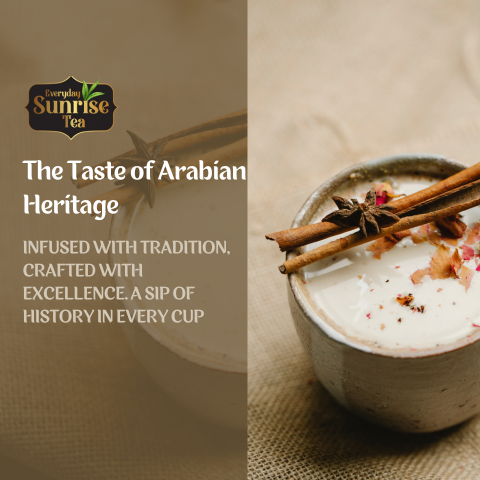 Everyday
Sunrise
Tea
The Taste of Arabian
Heritage
INFUSED WITH TRADITION,
CRAFTED WITH
EXCELLENCE. A SIP OF
HISTORY IN EVERY CUP